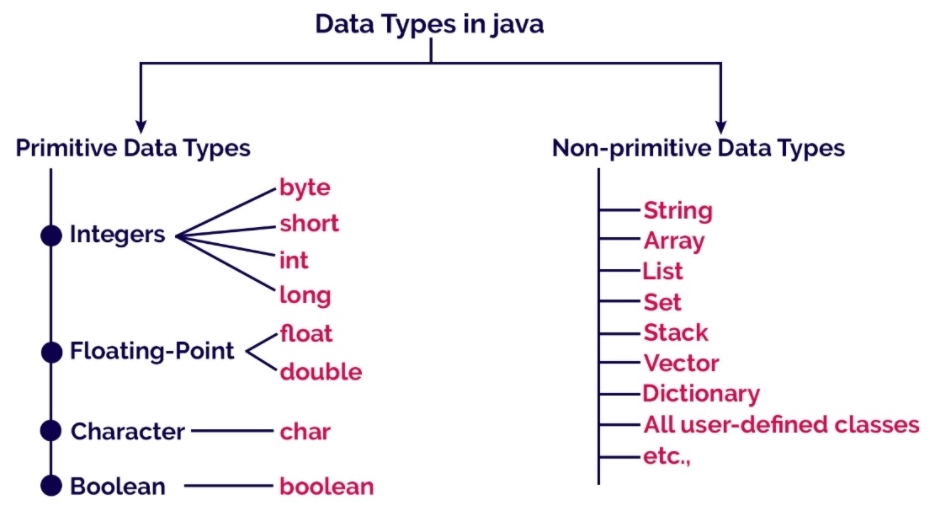 Data Types in java
Primitive Data Types
Integers
byte
short
int
long
Floating-Point
float
double
Character
char
Boolean
boolean
Non-primitive Data Types
String
Array
List
Set
Stack
Vector
Dictionary
All user-defined classes
etc.,